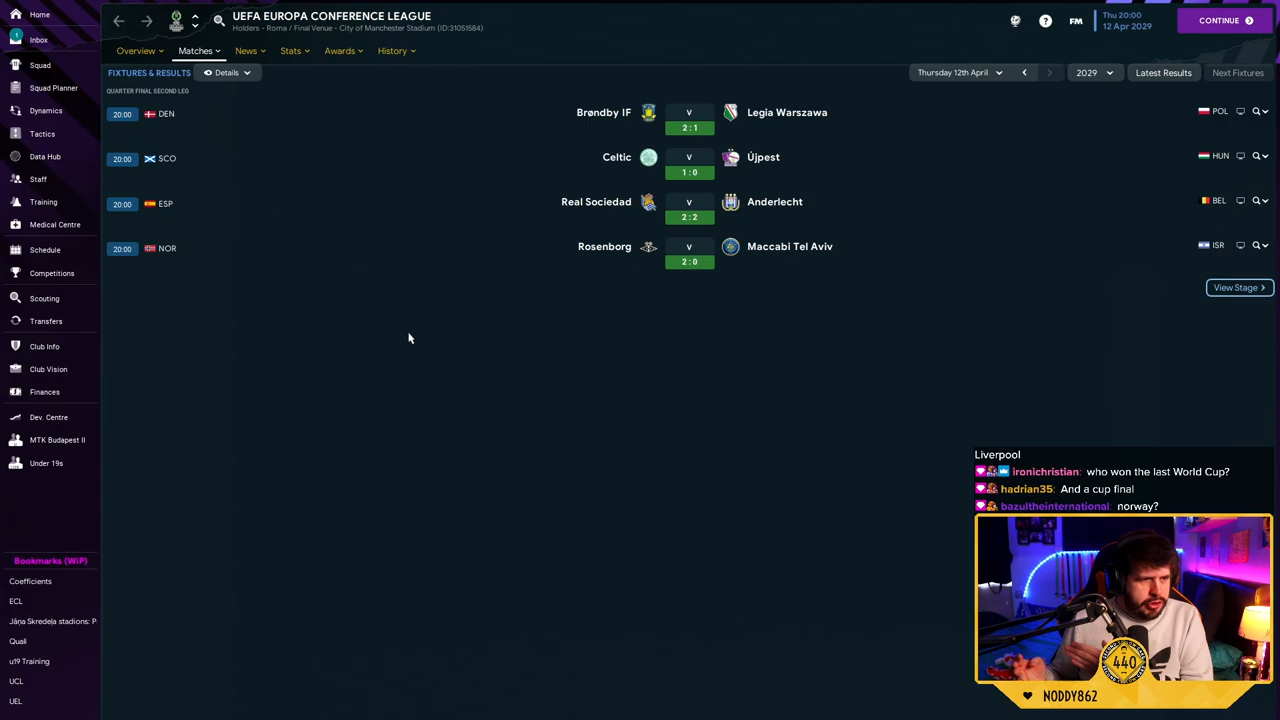 Home
UEFA EUROPA CONFERENCE LEAGUE
Holders - Roma / Final Venue - City of Manchester Stadium (ID:31051584)
FM
Thu 20:00
12 Apr 2029
CONTINUE
1
Inbox
Overview
Matches
News
Stats
Awards
History
Squad
FIXTURES & RESULTS
Details
Thursday 12th April
2029
Latest Results
Next Fixtures
Squad Planner
QUARTER FINAL SECOND LEG
Dynamics
20:00 DEN Brøndby IF v Legia Warszawa POL
2 : 1
Tactics
Data Hub
20:00 SCO Celtic v Újpest HUN
1 : 0
Staff
Training
20:00 ESP Real Sociedad v Anderlecht BEL
2 : 2
Medical Centre
Schedule
20:00 NOR Rosenborg v Maccabi Tel Aviv ISR
2 : 0
Competitions
View Stage
Scouting
Transfers
Club Info
Club Vision
Finances
Dev. Centre
MTK Budapest II
Under 19s
Liverpool
ironichristian: who won the last World Cup?
hadrian35: And a cup final
bazultheinternational: norway?
Bookmarks (WiP)
Coefficients
ECL
Jāņa Skredeļa stadions: P
Quali
u19 Training
UCL
UEL
440
NODDY862